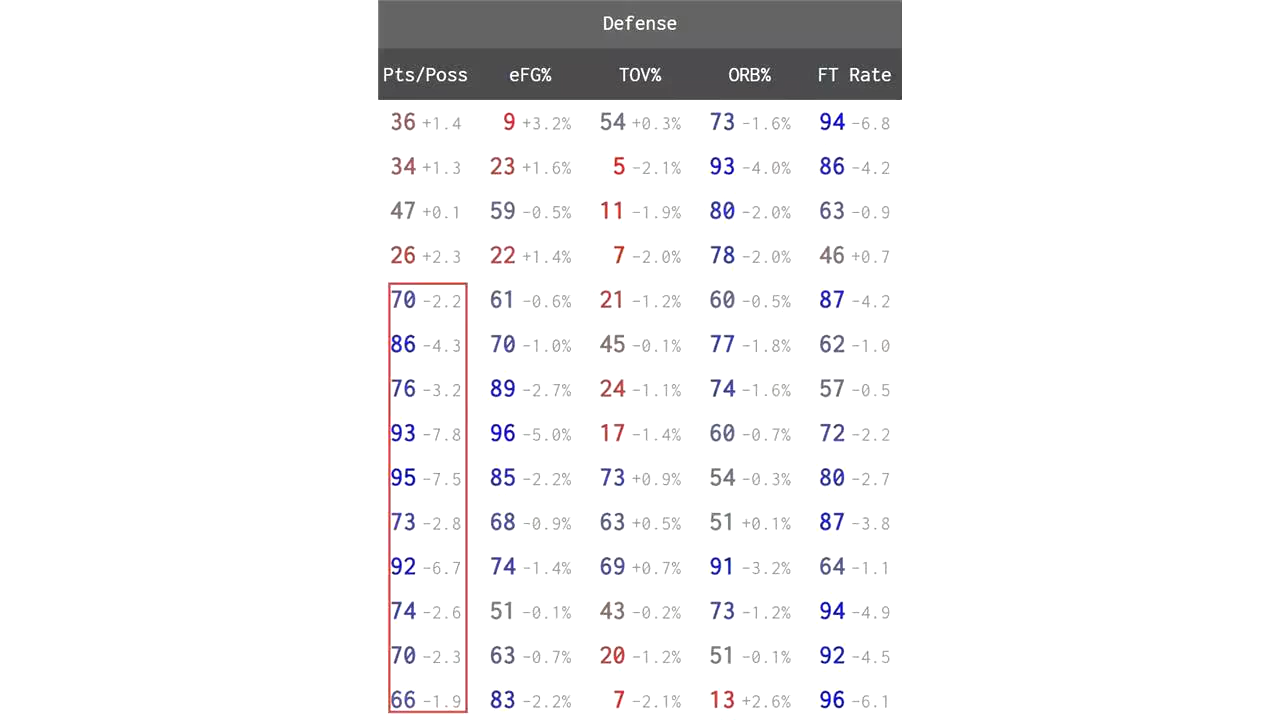 Defense
Pts/Poss eFG% TOV% ORB% FT Rate
36 +1.4 9 +3.2% 54 +0.3% 73 -1.6% 94 -6.8
34 +1.3 23 +1.6% 5 -2.1% 93 -4.0% 86 -4.2
47 +0.1 59 -0.5% 11 -1.9% 80 -2.0% 63 -0.9
26 +2.3 22 +1.4% 7 -2.0% 78 -2.0% 46 +0.7
70 -2.2 61 -0.6% 21 -1.2% 60 -0.5% 87 -4.2
86 -4.3 70 -1.0% 45 -0.1% 77 -1.8% 62 -1.0
76 -3.2 89 -2.7% 24 -1.1% 74 -1.6% 57 -0.5
93 -7.8 96 -5.0% 17 -1.4% 60 -0.7% 72 -2.2
95 -7.5 85 -2.2% 73 +0.9% 54 -0.3% 80 -2.7
73 -2.8 68 -0.9% 63 +0.5% 51 +0.1% 87 -3.8
92 -6.7 74 -1.4% 69 +0.7% 91 -3.2% 64 -1.1
74 -2.6 51 -0.1% 43 -0.2% 73 -1.2% 94 -4.9
70 -2.3 63 -0.7% 20 -1.2% 51 -0.1% 92 -4.5
66 -1.9 83 -2.2% 7 -2.1% 13 +2.6% 96 -6.1